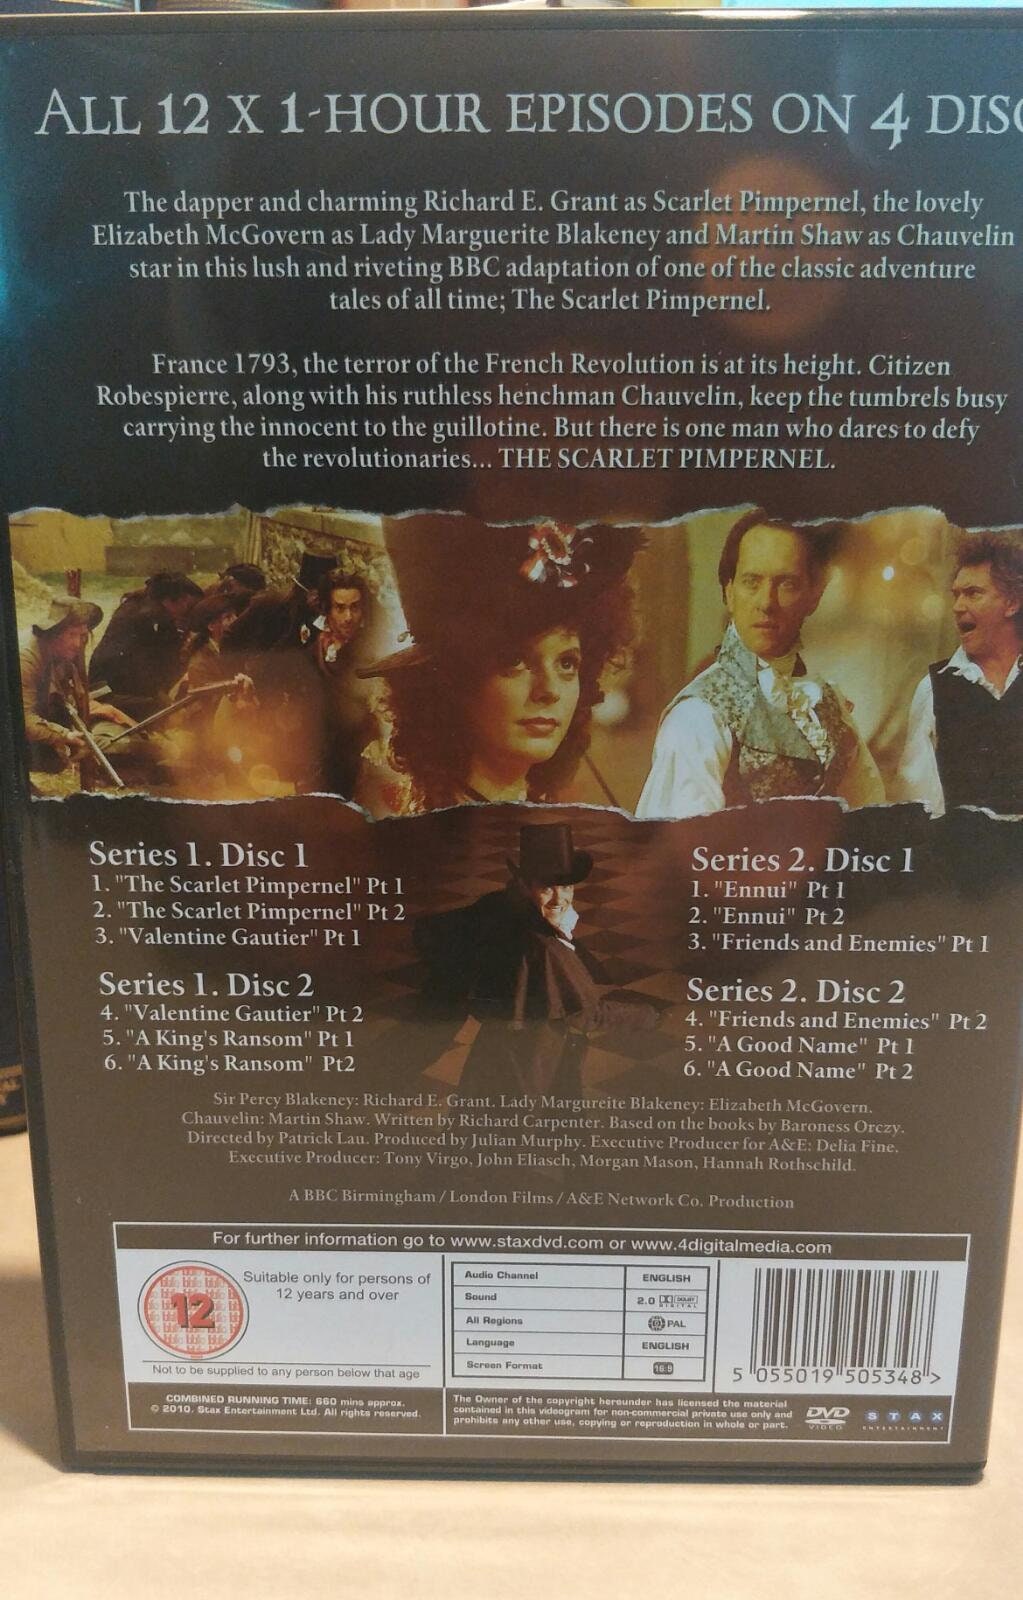 ALL 12 X 1-HOUR EPISODES ON 4 DISC
The dapper and charming Richard E. Grant as Scarlet Pimpernel, the lovely
Elizabeth McGovern as Lady Marguerite Blakeney and Martin Shaw as Chauvelin
star in this lush and riveting BBC adaptation of one of the classic adventure
tales of all time; The Scarlet Pimpernel.
France 1793, the terror of the French Revolution is at its height. Citizen
Robespierre, along with his ruthless henchman Chauvelin, keep the tumbrels busy
carrying the innocent to the guillotine. But there is one man who dares to defy
the revolutionaries... THE SCARLET PIMPERNEL.
Series 1. Disc 1
1. "The Scarlet Pimpernel" Pt 1
2. "The Scarlet Pimpernel" Pt 2
3. "Valentine Gautier" Pt 1
Series 1. Disc 2
4. "Valentine Gautier" Pt 2
5. "A King's Ransom" Pt 1
6. "A King's Ransom" Pt2
Series 2. Disc 1
1. "Ennui" Pt 1
2. "Ennui" Pt 2
3. "Friends and Enemies" Pt 1
Series 2. Disc 2
4. "Friends and Enemies" Pt 2
5. "A Good Name" Pt 1
6. "A Good Name" Pt 2
Sir Percy Blakeney: Richard E. Grant. Lady Margureite Blakeney: Elizabeth McGovern.
Chauvelin: Martin Shaw. Written by Richard Carpenter. Based on the books by Baroness Orczy.
Directed by Patrick Lau. Produced by Julian Murphy. Executive Producer for A&E: Delia Fine.
Executive Producer: Tony Virgo, John Eliasch, Morgan Mason, Hannah Rothschild.
A BBC Birmingham / London Films / A&E Network Co. Production
For further information go to www.staxdvd.com or www.4digitalmedia.com
12
Suitable only for persons of
12 years and over
Not to be supplied to any person below that age
Audio Channel ENGLISH
Sound 2.0 DOLBY DIGITAL
All Regions 0 PAL
Language ENGLISH
Screen Format 16:9
5 055019 505348 >
COMBINED RUNNING TIME: 660 mins approx.
© 2010. Stax Entertainment Ltd. All rights reserved.
The Owner of the copyright hereunder has licensed the material
contained in this videogram for non-commercial private use only and
prohibits any other use, copying or reproduction in whole or part.
DVD
VIDEO
STAX
ENTERTAINMENT